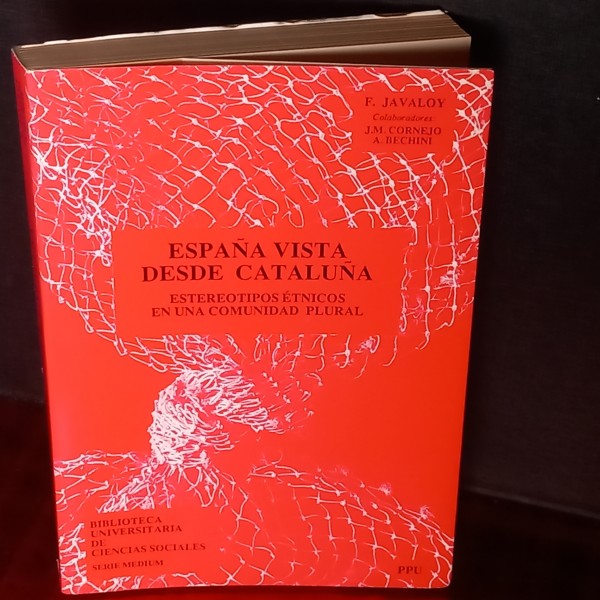 F. JAVALOY
Colaboradores:
J.M. CORNEJO
A. BECHINI
ESPAÑA VISTA
DESDE CATALUÑA
ESTEREOTIPOS ÉTNICOS
EN UNA COMUNIDAD PLURAL
BIBLIOTECA
UNIVERSITARIA
DE
CIENCIAS SOCIALES
SERIE MEDIUM
PPU